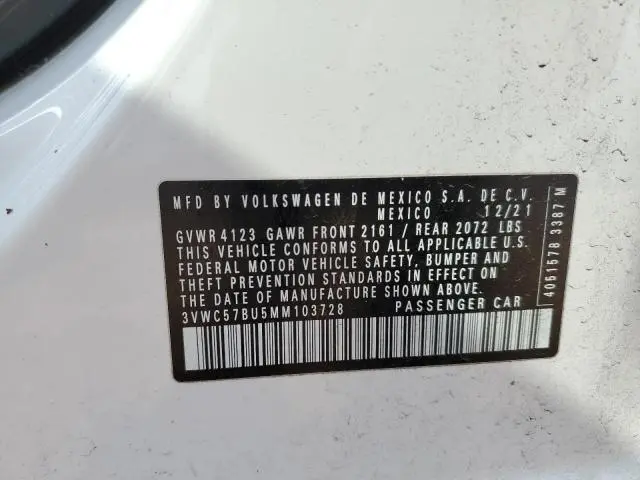 MFD BY VOLKSWAGEN DE MEXICO S.A. DE C.V.
MEXICO 12/21
GVWR 4123 GAWR FRONT 2161 / REAR 2072 LBS
THIS VEHICLE CONFORMS TO ALL APPLICABLE U.S.
FEDERAL MOTOR VEHICLE SAFETY, BUMPER AND
THEFT PREVENTION STANDARDS IN EFFECT ON
THE DATE OF MANUFACTURE SHOWN ABOVE.
3VWC57BU5MM103728 PASSENGER CAR
4051578 3387 M